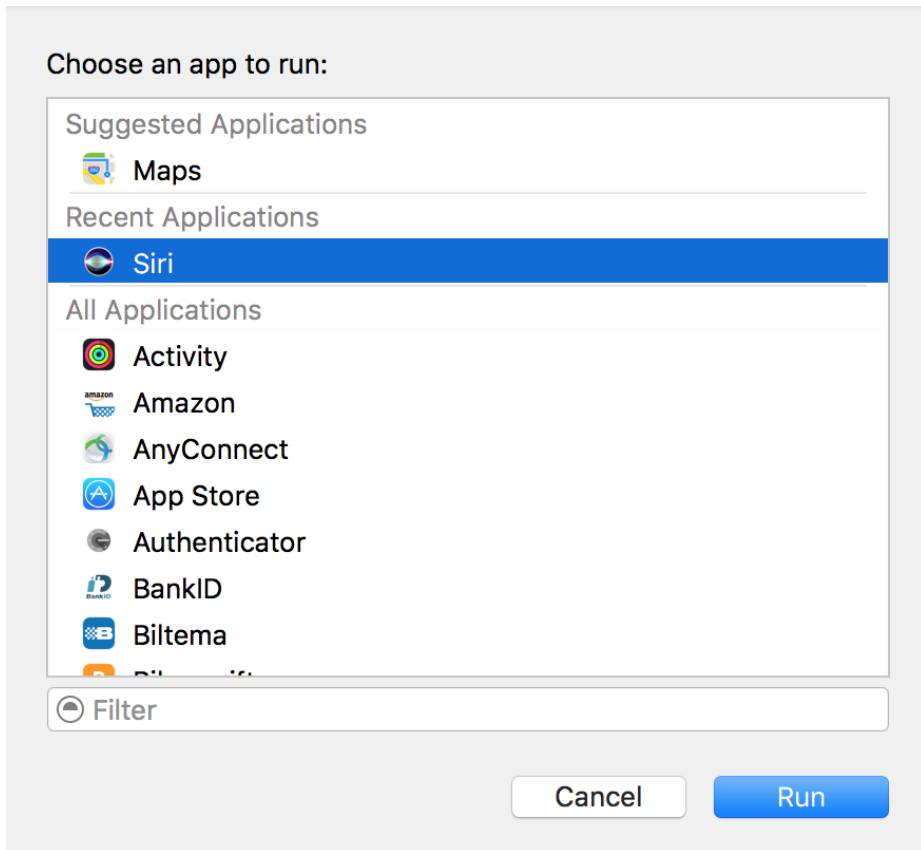 Choose an app to run:
Suggested Applications
Maps
Recent Applications
Siri
All Applications
Activity
amazon
Amazon
AnyConnect
App Store
Authenticator
BankID
BankID
B
Biltema
Filter
Cancel
Run